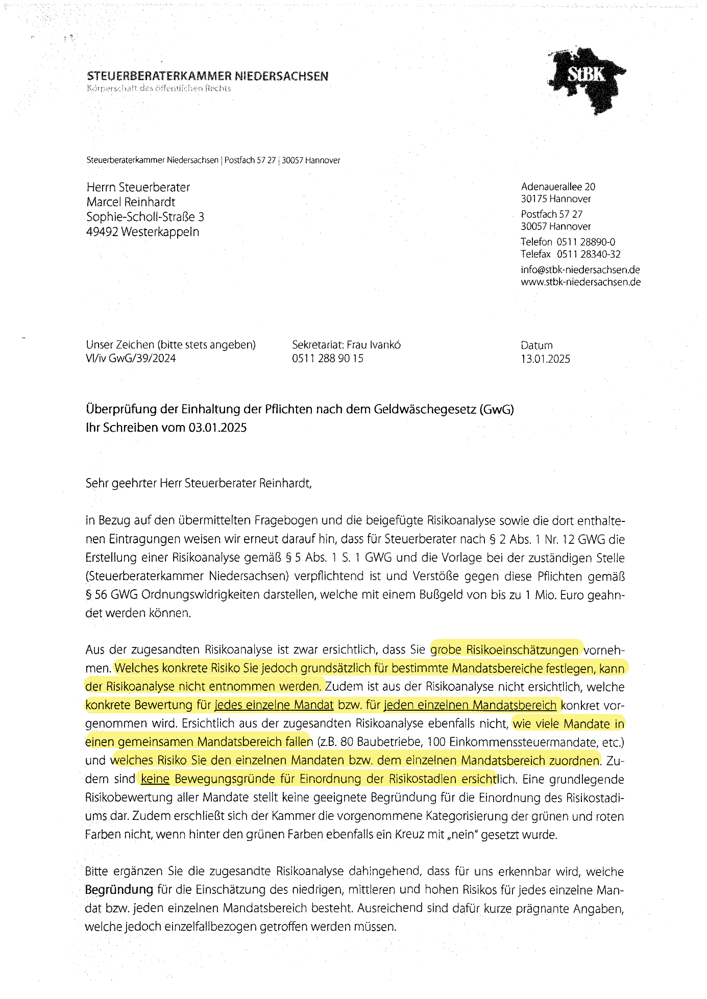 STEUERBERATERKAMMER NIEDERSACHSEN
Körperschaft des öffentlichen Rechts
StBK
Steuerberaterkammer Niedersachsen | Postfach 57 27 | 30057 Hannover
Herrn Steuerberater
Marcel Reinhardt
Sophie-Scholl-Straße 3
49492 Westerkappeln
Adenauerallee 20
30175 Hannover
Postfach 57 27
30057 Hannover
Telefon 0511 28890-0
Telefax 0511 28340-32
info@stbk-niedersachsen.de
www.stbk-niedersachsen.de
Unser Zeichen (bitte stets angeben)
VI/iv GwG/39/2024
Sekretariat: Frau Ivankó
0511 288 90 15
Datum
13.01.2025
Überprüfung der Einhaltung der Pflichten nach dem Geldwäschegesetz (GwG)
Ihr Schreiben vom 03.01.2025
Sehr geehrter Herr Steuerberater Reinhardt,
in Bezug auf den übermittelten Fragebogen und die beigefügte Risikoanalyse sowie die dort enthalte-
nen Eintragungen weisen wir erneut darauf hin, dass für Steuerberater nach § 2 Abs. 1 Nr. 12 GWG die
Erstellung einer Risikoanalyse gemäß § 5 Abs. 1 S. 1 GWG und die Vorlage bei der zuständigen Stelle
(Steuerberaterkammer Niedersachsen) verpflichtend ist und Verstöße gegen diese Pflichten gemäß
§ 56 GWG Ordnungswidrigkeiten darstellen, welche mit einem Bußgeld von bis zu 1 Mio. Euro geahn-
det werden können.
Aus der zugesandten Risikoanalyse ist zwar ersichtlich, dass Sie grobe Risikoeinschätzungen vorneh-
men. Welches konkrete Risiko Sie jedoch grundsätzlich für bestimmte Mandatsbereiche festlegen, kann
der Risikoanalyse nicht entnommen werden. Zudem ist aus der Risikoanalyse nicht ersichtlich, welche
konkrete Bewertung für jedes einzelne Mandat bzw. für jeden einzelnen Mandatsbereich konkret vor-
genommen wird. Ersichtlich aus der zugesandten Risikoanalyse ebenfalls nicht, wie viele Mandate in
einen gemeinsamen Mandatsbereich fallen (z.B. 80 Baubetriebe, 100 Einkommenssteuermandate, etc.)
und welches Risiko Sie den einzelnen Mandaten bzw. dem einzelnen Mandatsbereich zuordnen. Zu-
dem sind keine Bewegungsgründe für Einordnung der Risikostadien ersichtlich. Eine grundlegende
Risikobewertung aller Mandate stellt keine geeignete Begründung für die Einordnung des Risikostadi-
ums dar. Zudem erschließt sich der Kammer die vorgenommene Kategorisierung der grünen und roten
Farben nicht, wenn hinter den grünen Farben ebenfalls ein Kreuz mit „nein“ gesetzt wurde.
Bitte ergänzen Sie die zugesandte Risikoanalyse dahingehend, dass für uns erkennbar wird, welche
Begründung für die Einschätzung des niedrigen, mittleren und hohen Risikos für jedes einzelne Man-
dat bzw. jeden einzelnen Mandatsbereich besteht. Ausreichend sind dafür kurze prägnante Angaben,
welche jedoch einzelfallbezogen getroffen werden müssen.